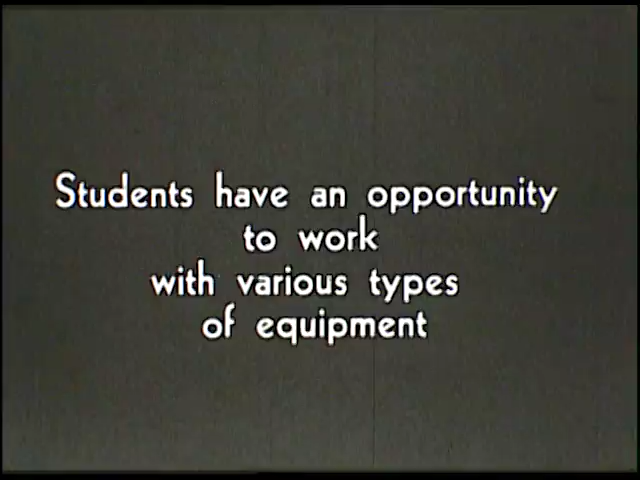 Students have an opportunity
to work
with various types
of equipment